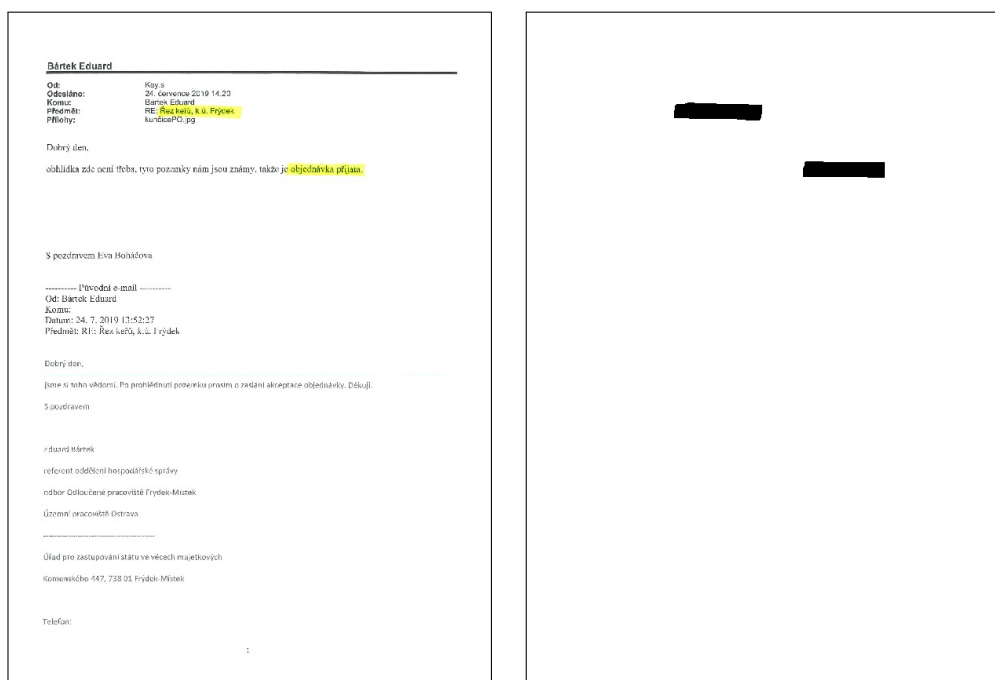 Bártek Eduard
Od: Key.s
Odesláno: 24. července 2019 14:20
Komu: Bártek Eduard
Předmět: RE: Řez keřů, k.ú. Frýdek
Přílohy: kunčicePO.jpg
Dobrý den,
obhlídka zde není třeba, tyto pozemky nám jsou známy, takže je objednávka přijata.
S pozdravem Eva Boháčová
---------- Původní e-mail ----------
Od: Bártek Eduard
Komu:
Datum: 24. 7. 2019 13:52:27
Předmět: RE: Řez keřů, k.ú. Frýdek
Dobrý den,
jsme si toho vědomi. Po prohlédnutí pozemku prosím o zaslání akceptace objednávky. Děkuji.
S pozdravem
Eduard Bártek
referent oddělení hospodářské správy
odbor Odloučené pracoviště Frýdek-Místek
Územní pracoviště Ostrava
----------------------------------------
Úřad pro zastupování státu ve věcech majetkových
Komenského 447, 738 01 Frýdek-Místek
Telefon:
1